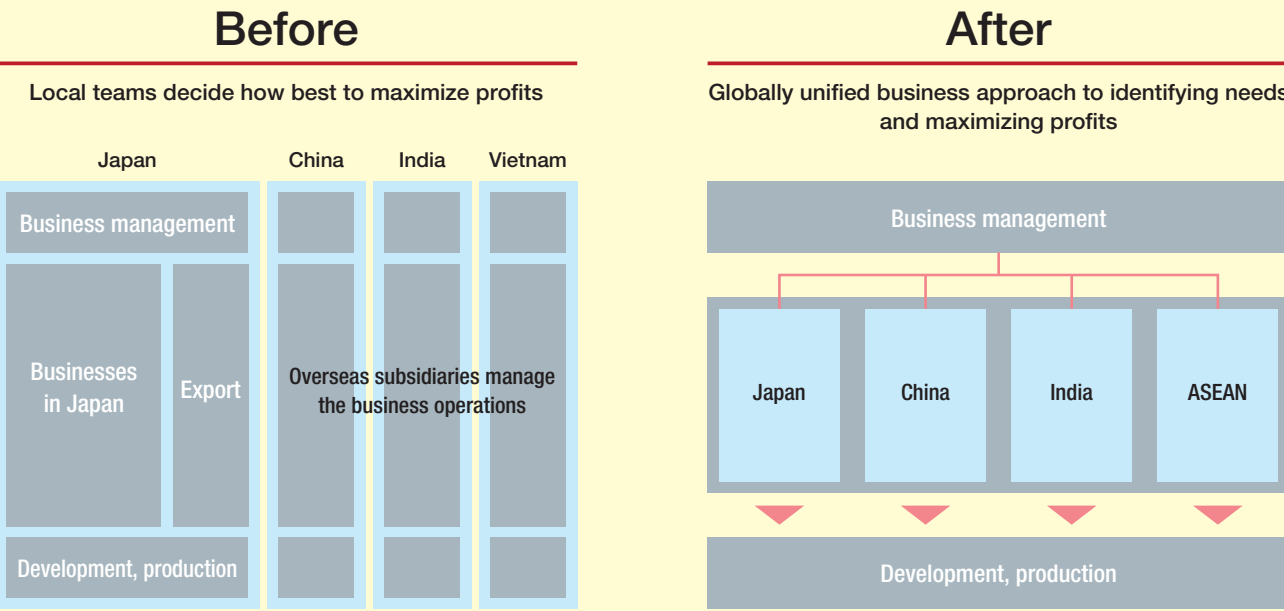 Before
Local teams decide how best to maximize profits
Japan
China
India
Vietnam
Business management
Businesses
in Japan
Export
Overseas subsidiaries manage
the business operations
Development, production
After
Globally unified business approach to identifying needs
and maximizing profits
Business management
Japan
China
India
ASEAN
Development, production